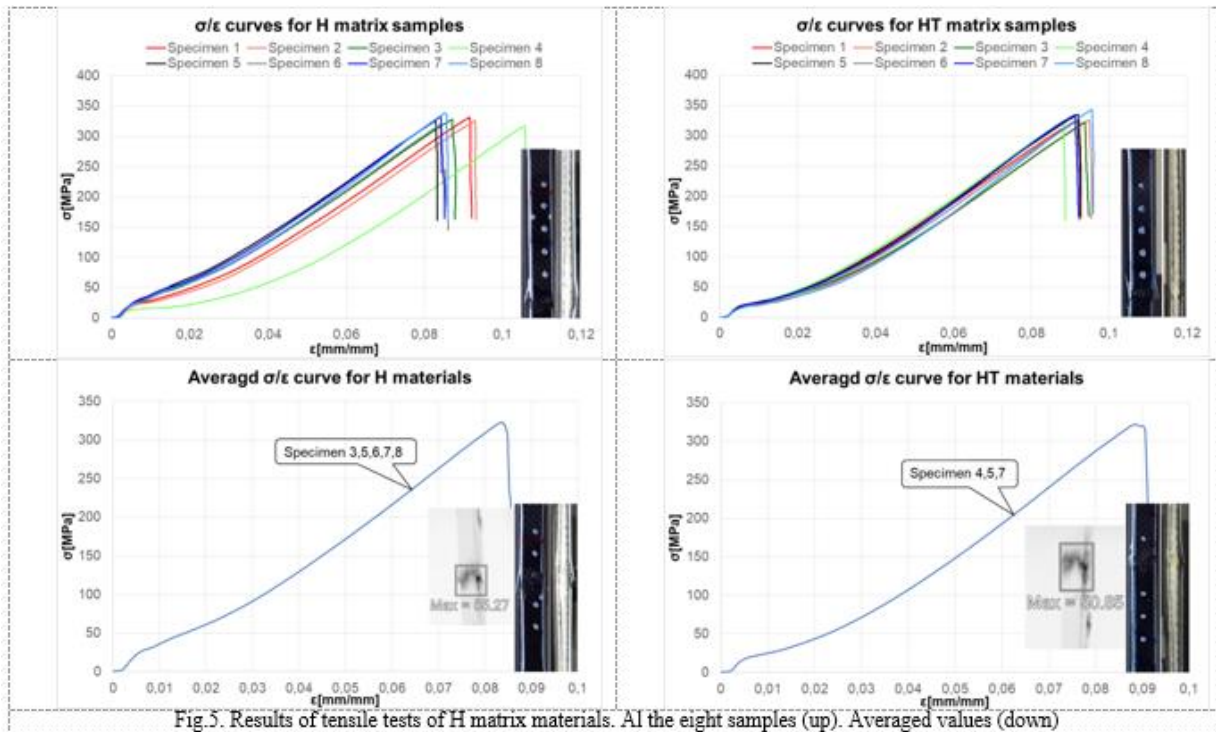 σ/ε curves for H matrix samples
Specimen 1 Specimen 2 Specimen 3 Specimen 4
Specimen 5 Specimen 6 Specimen 7 Specimen 8
400
350
300
250
200
150
100
50
0
σ[MPa]
0 0,02 0,04 0,06 0,08 0,1 0,12
ε[mm/mm]
σ/ε curves for HT matrix samples
Specimen 1 Specimen 2 Specimen 3 Specimen 4
Specimen 5 Specimen 6 Specimen 7 Specimen 8
400
350
300
250
200
150
100
50
0
σ[MPa]
0 0,02 0,04 0,06 0,08 0,1 0,12
ε[mm/mm]
Averagd σ/ε curve for H materials
350
300
250
200
150
100
50
0
σ[MPa]
Specimen 3,5,6,7,8
Max =
0 0,01 0,02 0,03 0,04 0,05 0,06 0,07 0,08 0,09 0,1
ε[mm/mm]
Averagd σ/ε curve for HT materials
350
300
250
200
150
100
50
0
σ[MPa]
Specimen 4,5,7
Max =
0 0,01 0,02 0,03 0,04 0,05 0,06 0,07 0,08 0,09 0,1
ε[mm/mm]
Fig.5. Results of tensile tests of H matrix materials. Al the eight samples (up). Averaged values (down)